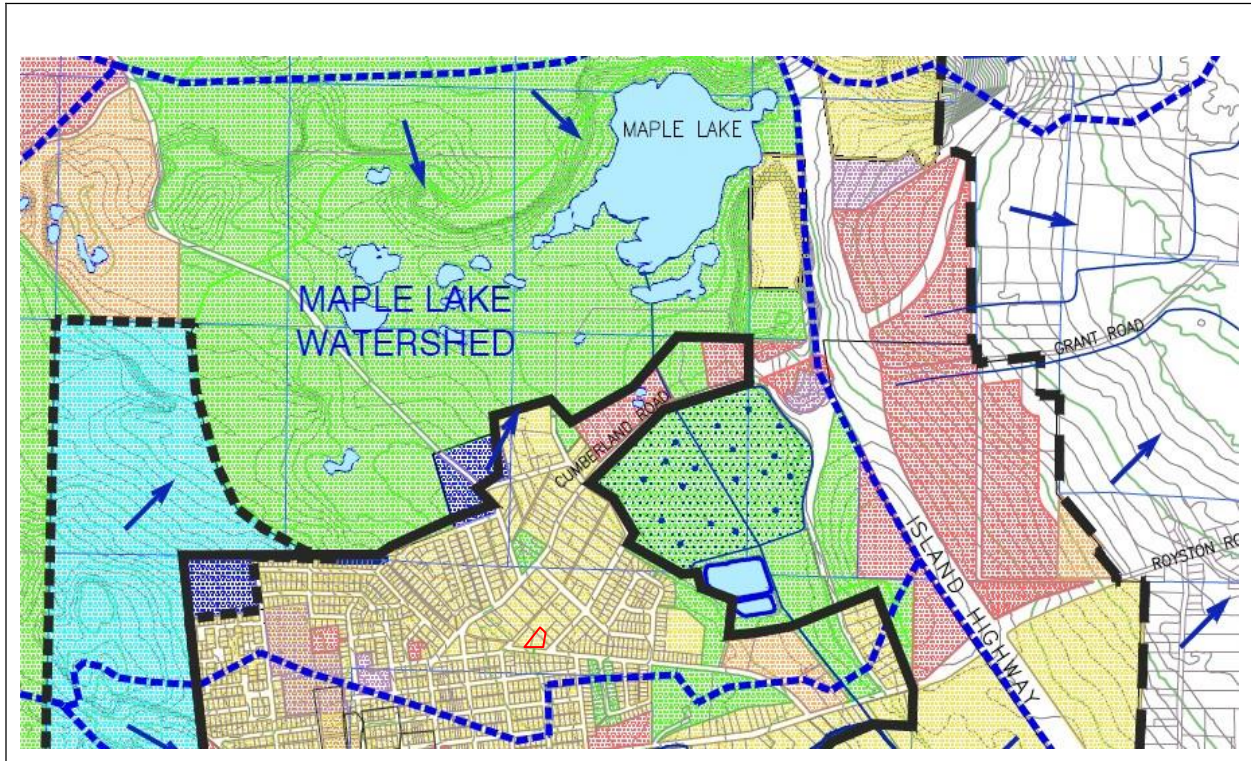 MAPLE LAKE
MAPLE LAKE
WATERSHED
GRANT ROAD
CUMBERLAND ROAD
ISLAND HIGHWAY
ROYSTON RO